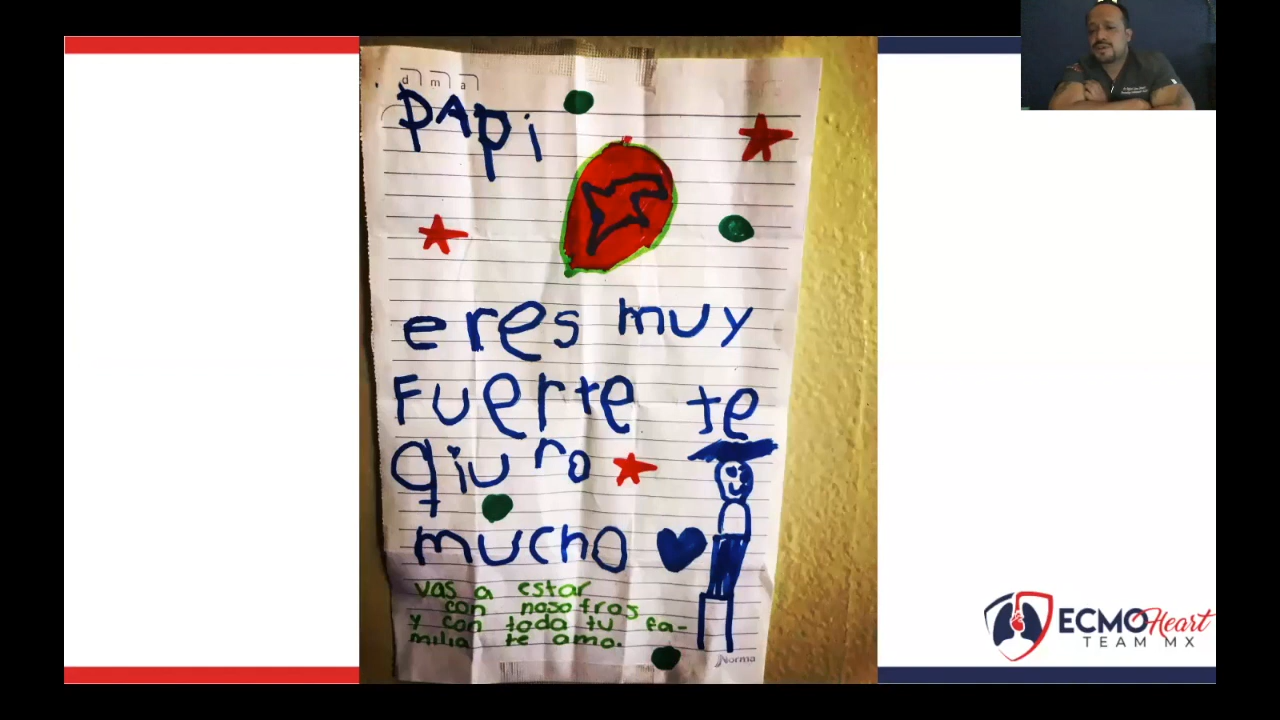 d m a
PAPi
eres muy
Fuerte te
qiuro
mucho
vas a estar
con nosotros
y con toda tu fa-
milia te amo.
Norma
ECMO Heart
TEAM MX